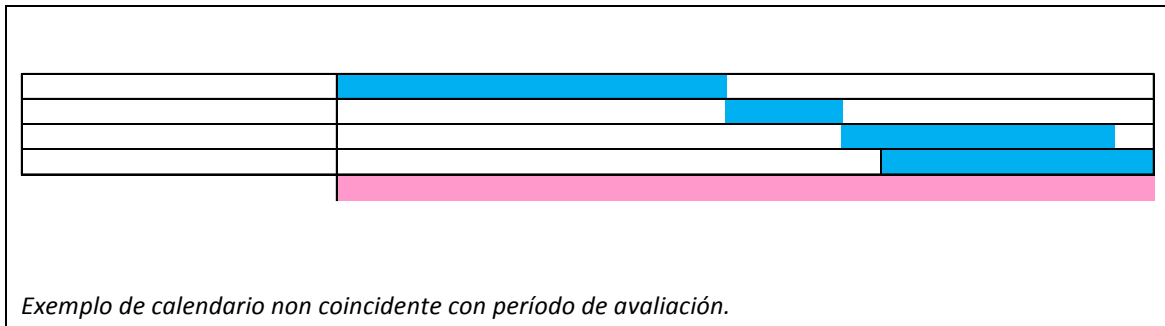 Exemplo de calendario non coincidente con período de avaliación.